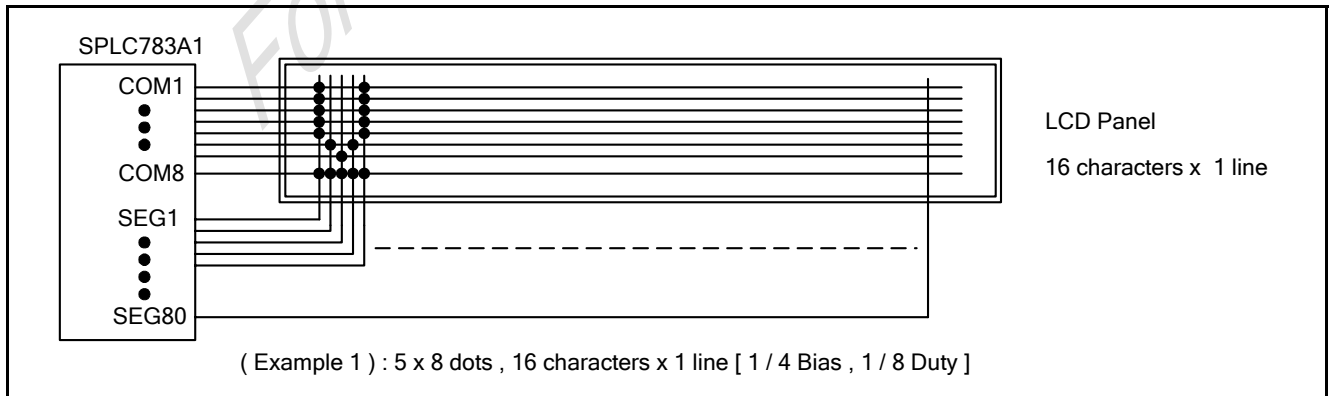 For
SPLC783A1
COM1
COM8
SEG1
SEG80
LCD Panel
16 characters x 1 line
( Example 1 ) : 5 x 8 dots , 16 characters x 1 line [ 1 / 4 Bias , 1 / 8 Duty ]